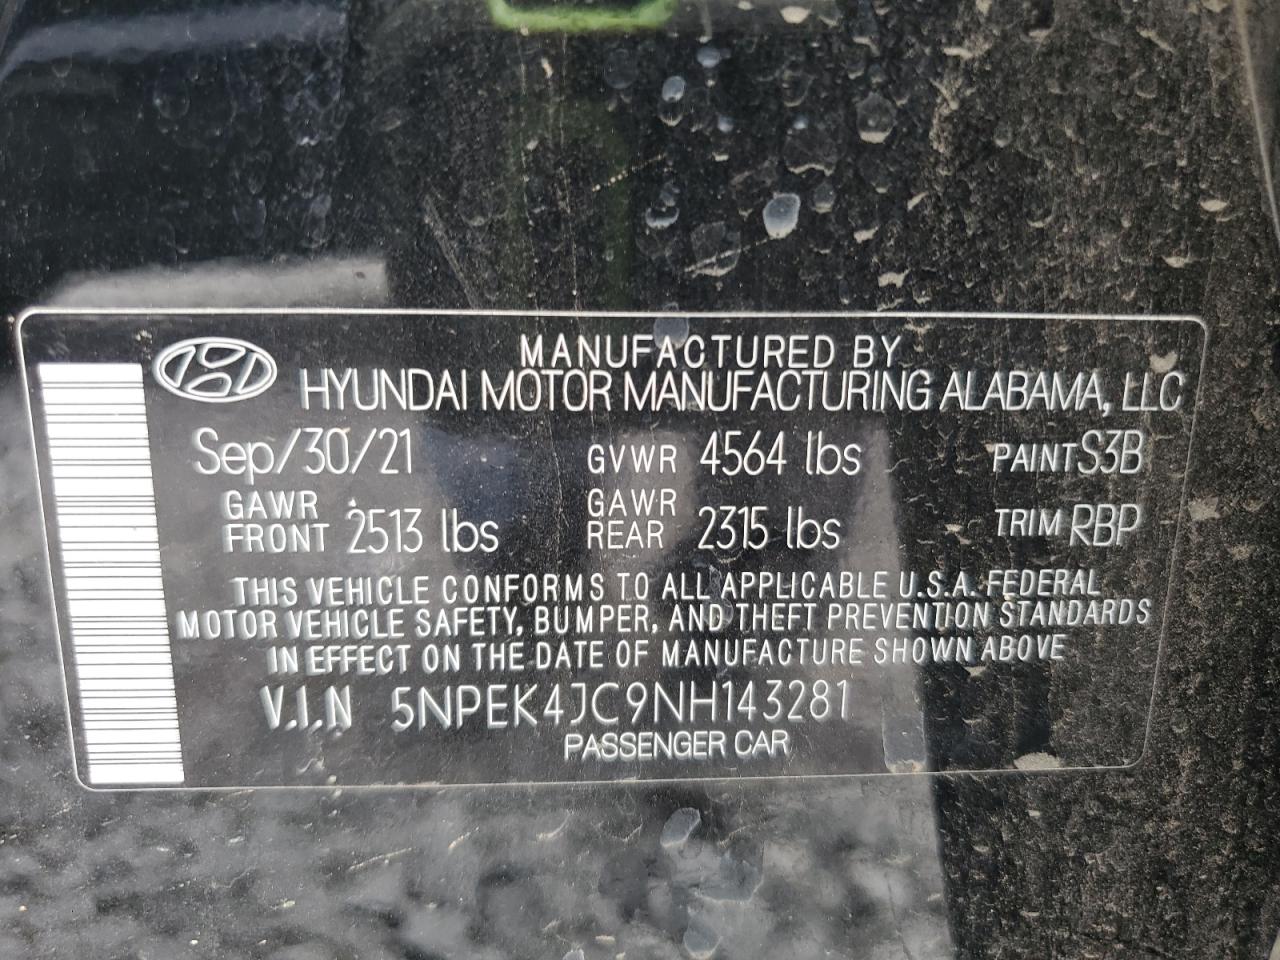 MANUFACTURED BY
HYUNDAI MOTOR MANUFACTURING ALABAMA, LLC
Sep/30/21 GVWR 4564 lbs PAINT S3B
GAWR FRONT 2513 lbs GAWR REAR 2315 lbs TRIM RBP
THIS VEHICLE CONFORMS TO ALL APPLICABLE U.S.A. FEDERAL
MOTOR VEHICLE SAFETY, BUMPER, AND THEFT PREVENTION STANDARDS
IN EFFECT ON THE DATE OF MANUFACTURE SHOWN ABOVE
V.I.N 5NPEK4JC9NH143281
PASSENGER CAR